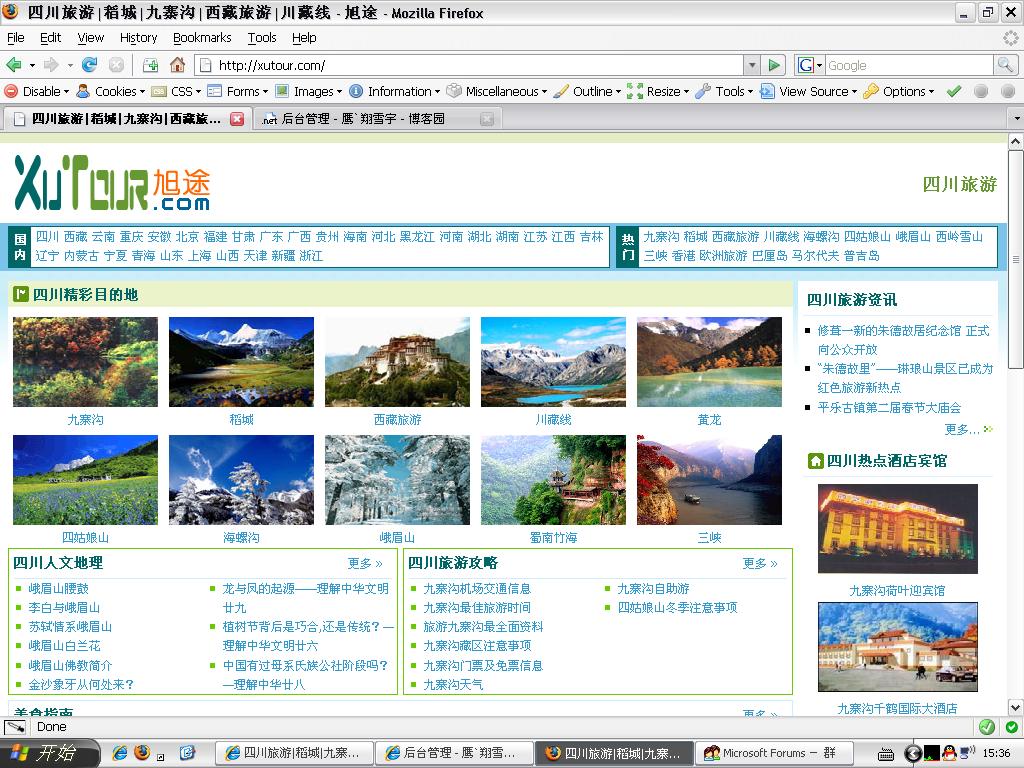 四川旅游|稻城|九寨沟|西藏旅游|川藏线 - 旭途 - Mozilla Firefox
File Edit View History Bookmarks Tools Help
http://xutour.com/ Google
Disable Cookies CSS Forms Images Information Miscellaneous Outline Resize Tools View Source Options
四川旅游|稻城|九寨沟|西藏旅... .net 后台管理 - 鹰`翔雪宇 - 博客园
XuTour旭途.com
四川旅游
国内
四川 西藏 云南 重庆 安徽 北京 福建 甘肃 广东 广西 贵州 海南 河北 黑龙江 河南 湖北 湖南 江苏 江西 吉林
辽宁 内蒙古 宁夏 青海 山东 上海 山西 天津 新疆 浙江
热门
九寨沟 稻城 西藏旅游 川藏线 海螺沟 四姑娘山 峨眉山 西岭雪山
三峡 香港 欧洲旅游 巴厘岛 马尔代夫 普吉岛
四川精彩目的地
九寨沟 稻城 西藏旅游 川藏线 黄龙
四姑娘山 海螺沟 峨眉山 蜀南竹海 三峡
四川人文地理 更多 »
峨眉山腰鼓
李白与峨眉山
苏轼情系峨眉山
峨眉山白兰花
峨眉山佛教简介
金沙象牙从何处来？
龙与凤的起源——理解中华文明
廿九
植树节背后是巧合,还是传统？—
理解中华文明廿六
中国有过母系氏族公社阶段吗？
—理解中华廿八
四川旅游攻略 更多 »
九寨沟机场交通信息
九寨沟最佳旅游时间
旅游九寨沟最全面资料
九寨沟藏区注意事项
九寨沟门票及免票信息
九寨沟天气
九寨沟自助游
四姑娘山冬季注意事项
美食指南 更多 »
四川旅游资讯
修葺一新的朱德故居纪念馆 正式
向公众开放
“朱德故里”——琳琅山景区已成为
红色旅游新热点
平乐古镇第二届春节大庙会
更多...
四川热点酒店宾馆
九寨沟荷叶迎宾馆
九寨沟千鹤国际大酒店
Done
开始 四川旅游|稻城|九寨... 后台管理 - 鹰`翔雪... 四川旅游|稻城|九寨... Microsoft Forums - 群 15:36